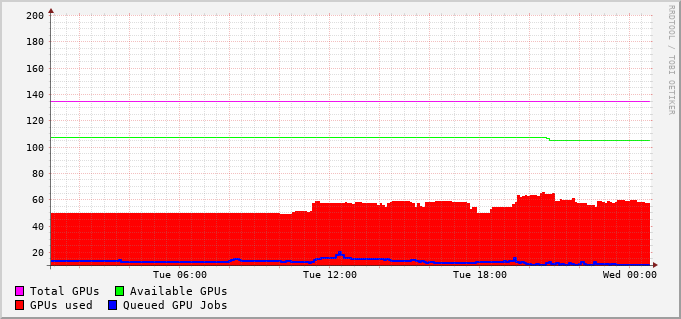 200
180
160
140
120
100
80
60
40
20
Tue 06:00 Tue 12:00 Tue 18:00 Wed 00:00
Total GPUs Available GPUs
GPUs used Queued GPU Jobs
RRDTOOL / TOBI OETIKER